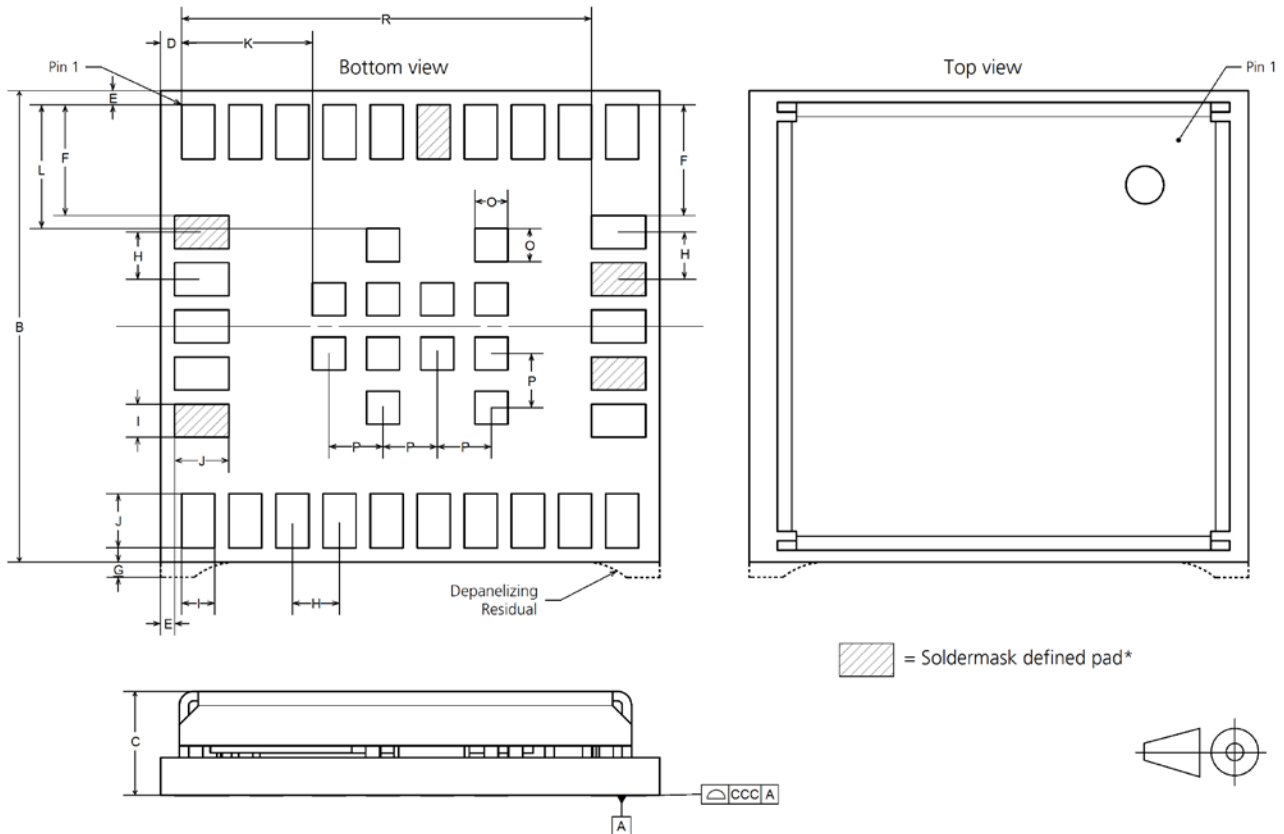 R
D
K
Pin 1
Bottom view
Top view
Pin 1
E
L
F
F
O
O
H
H
B
P
I
P
P
P
J
J
G
Depanelizing
Residual
I
H
E
= Soldermask defined pad*
C
CCC A
A